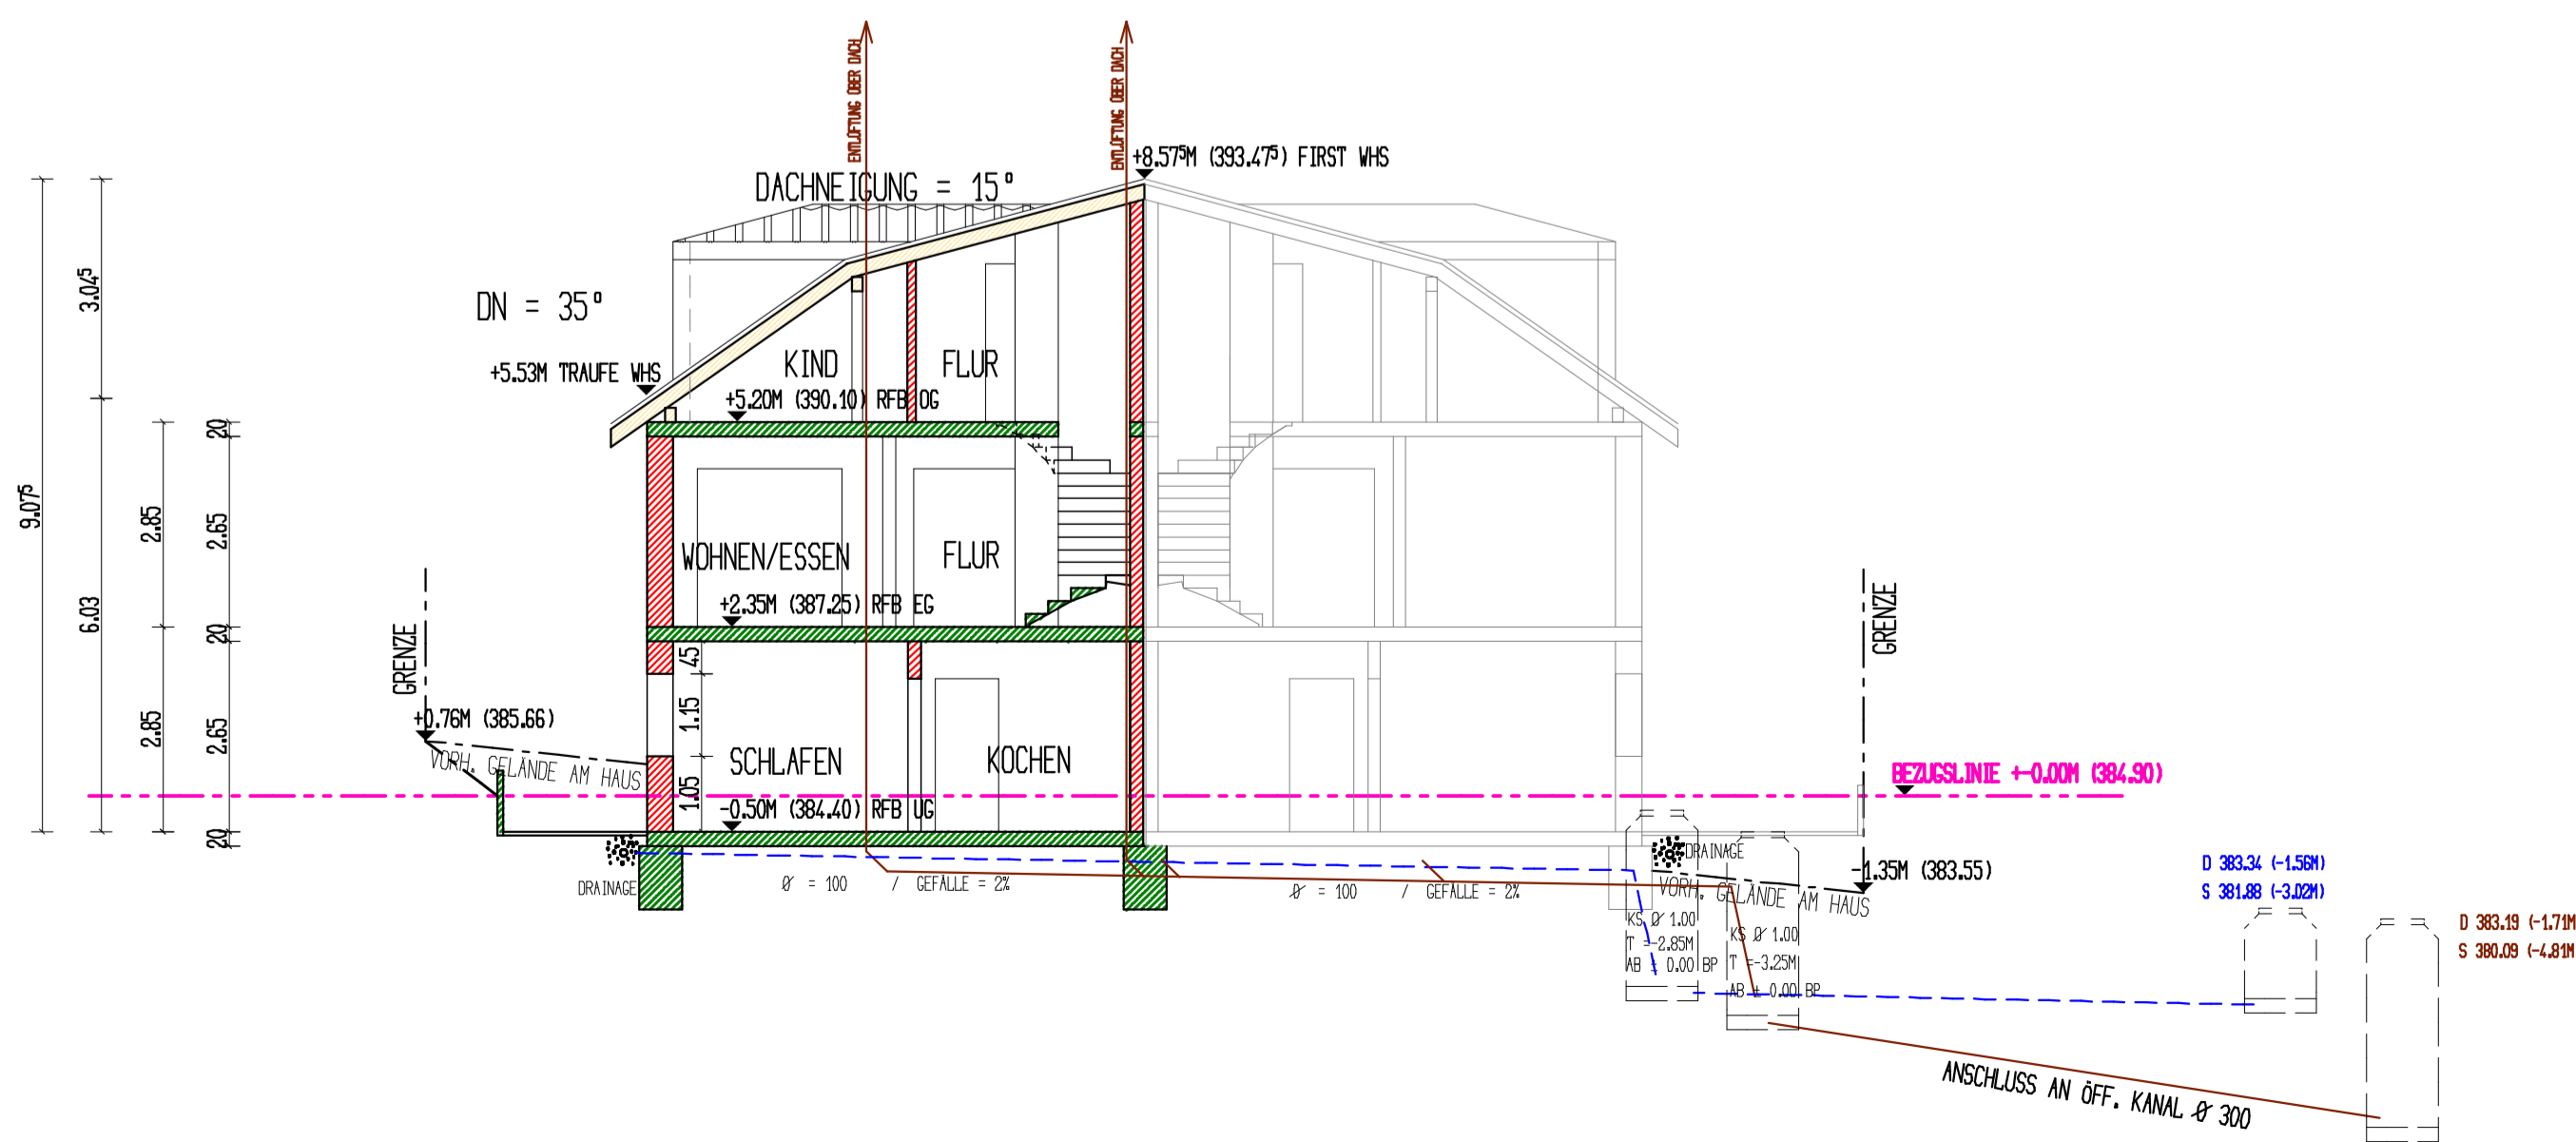 ENTLÜFTUNG ÜBER DACH
ENTLÜFTUNG ÜBER DACH
+8.57⁵M (393.47⁵) FIRST WHS
DACHNEIGUNG = 15°
DN = 35°
+5.53M TRAUFE WHS
KIND
FLUR
+5.20M (390.10) RFB OG
3.04⁵
9.07⁵
6.03
2.85
2.85
20
2.65
20
2.65
20
WOHNEN/ESSEN
FLUR
+2.35M (387.25) RFB EG
45
1.15
1.05
GRENZE
GRENZE
+0.76M (385.66)
VORH. GELÄNDE AM HAUS
SCHLAFEN
KOCHEN
-0.50M (384.40) RFB UG
BEZUGSLINIE +-0.00M (384.90)
DRAINAGE
DRAINAGE
Ø = 100 / GEFÄLLE = 2%
Ø = 100 / GEFÄLLE = 2%
-1.35M (383.55)
VORH. GELÄNDE AM HAUS
KS Ø 1.00
T =-2.85M
AB ± 0.00 BP
KS Ø 1.00
T =-3.25M
AB ± 0.00 BP
D 383.34 (-1.56M)
S 381.88 (-3.02M)
D 383.19 (-1.71M
S 380.09 (-4.81M
ANSCHLUSS AN ÖFF. KANAL Ø 300